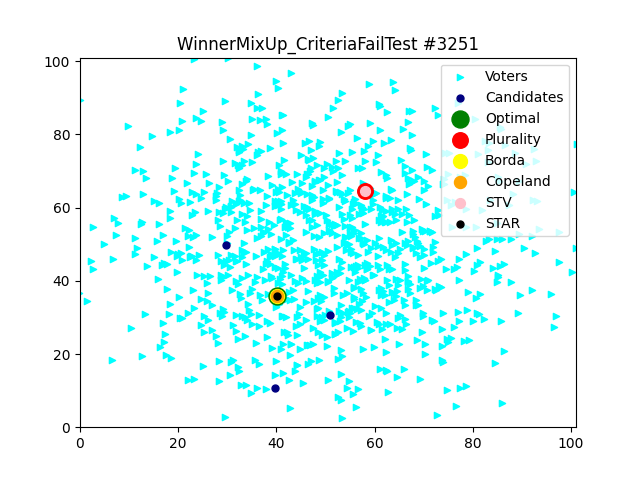 WinnerMixUp_CriteriaFailTest #3251
100
80
60
40
20
0
0
20
40
60
80
100
Voters
Candidates
Optimal
Plurality
Borda
Copeland
STV
STAR